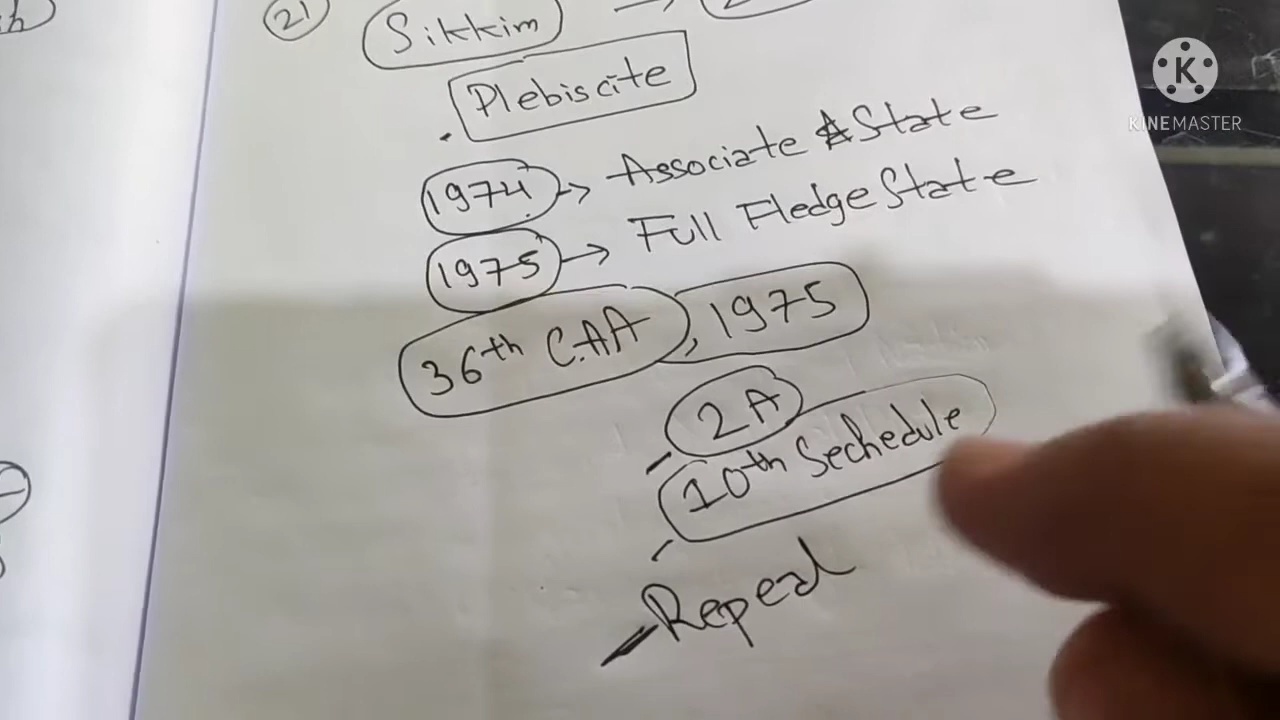 21 Sikkim →
Plebiscite
1974 → Associate State
1975 → Full Fledge State
36th C.A.A, 1975
2A
10th Sechedule
Repeal
KINEMASTER